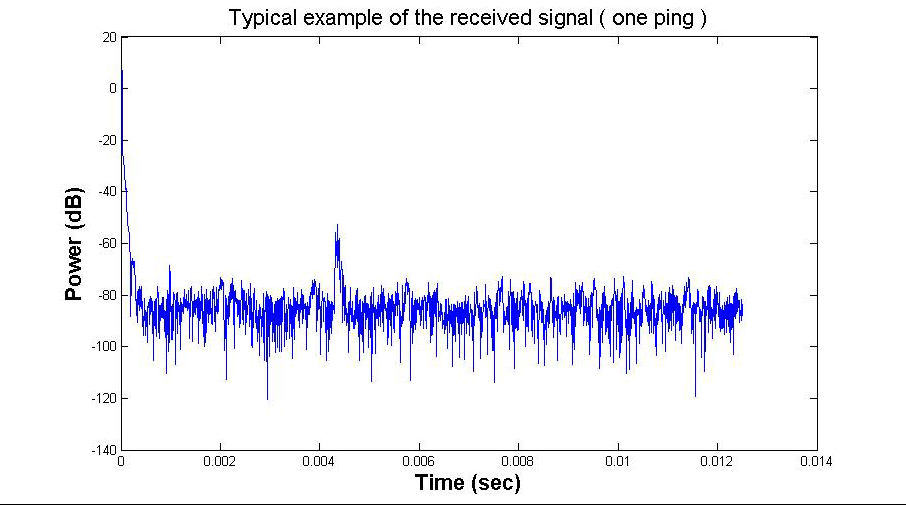 Typical example of the received signal ( one ping )
20
0
-20
-40
-60
-80
-100
-120
-140
Power (dB)
0 0.002 0.004 0.006 0.008 0.01 0.012 0.014
Time (sec)